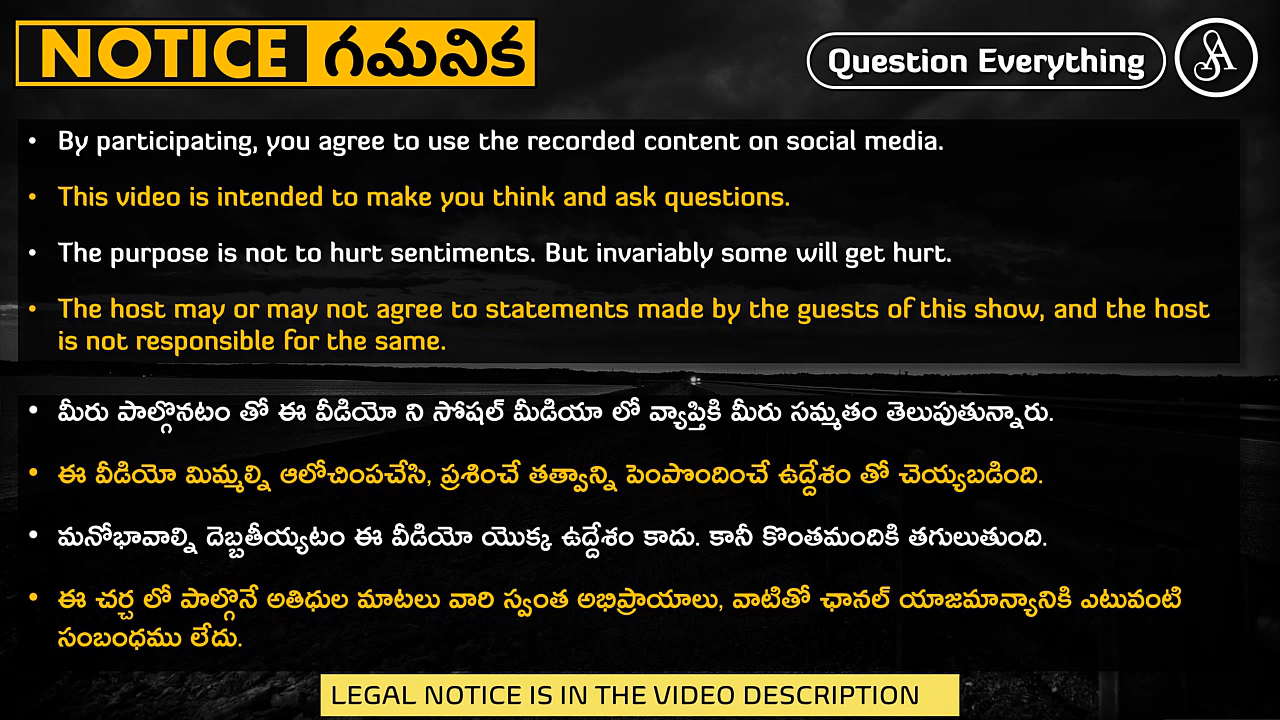 NOTICE గమనిక
Question Everything
• By participating, you agree to use the recorded content on social media.
• This video is intended to make you think and ask questions.
• The purpose is not to hurt sentiments. But invariably some will get hurt.
• The host may or may not agree to statements made by the guests of this show, and the host
is not responsible for the same.
• మీరు పాల్గొనటం తో ఈ వీడియో ని సోషల్ మీడియా లో వ్యాప్తికి మీరు సమ్మతం తెలుపుతున్నారు.
• ఈ వీడియో మిమ్మల్ని ఆలోచింపచేసి, ప్రశించే తత్వాన్ని పెంపొందించే ఉద్దేశం తో చెయ్యబడింది.
• మనోభావాల్ని దెబ్బతీయ్యటం ఈ వీడియో యొక్క ఉద్దేశం కాదు. కానీ కొంతమందికి తగులుతుంది.
• ఈ చర్చ లో పాల్గొనే అతిధుల మాటలు వారి స్వంత అభిప్రాయాలు, వాటితో ఛానల్ యాజమాన్యానికి ఎటువంటి
సంబంధము లేదు.
LEGAL NOTICE IS IN THE VIDEO DESCRIPTION